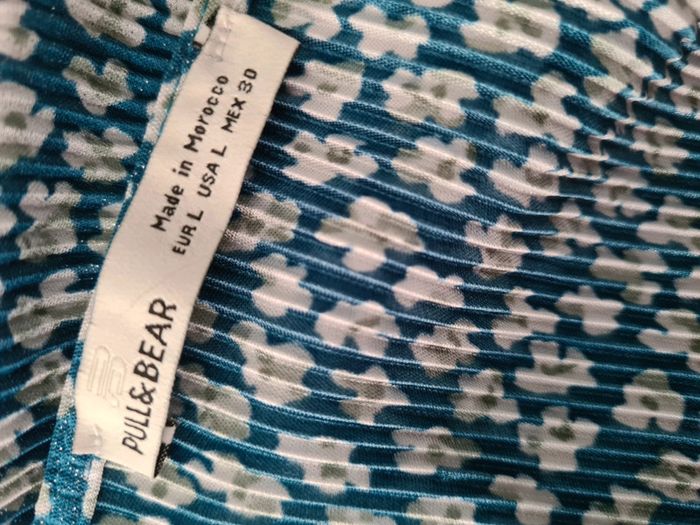 PULL&BEAR
Made in Morocco
EUR L USA L MEX 30